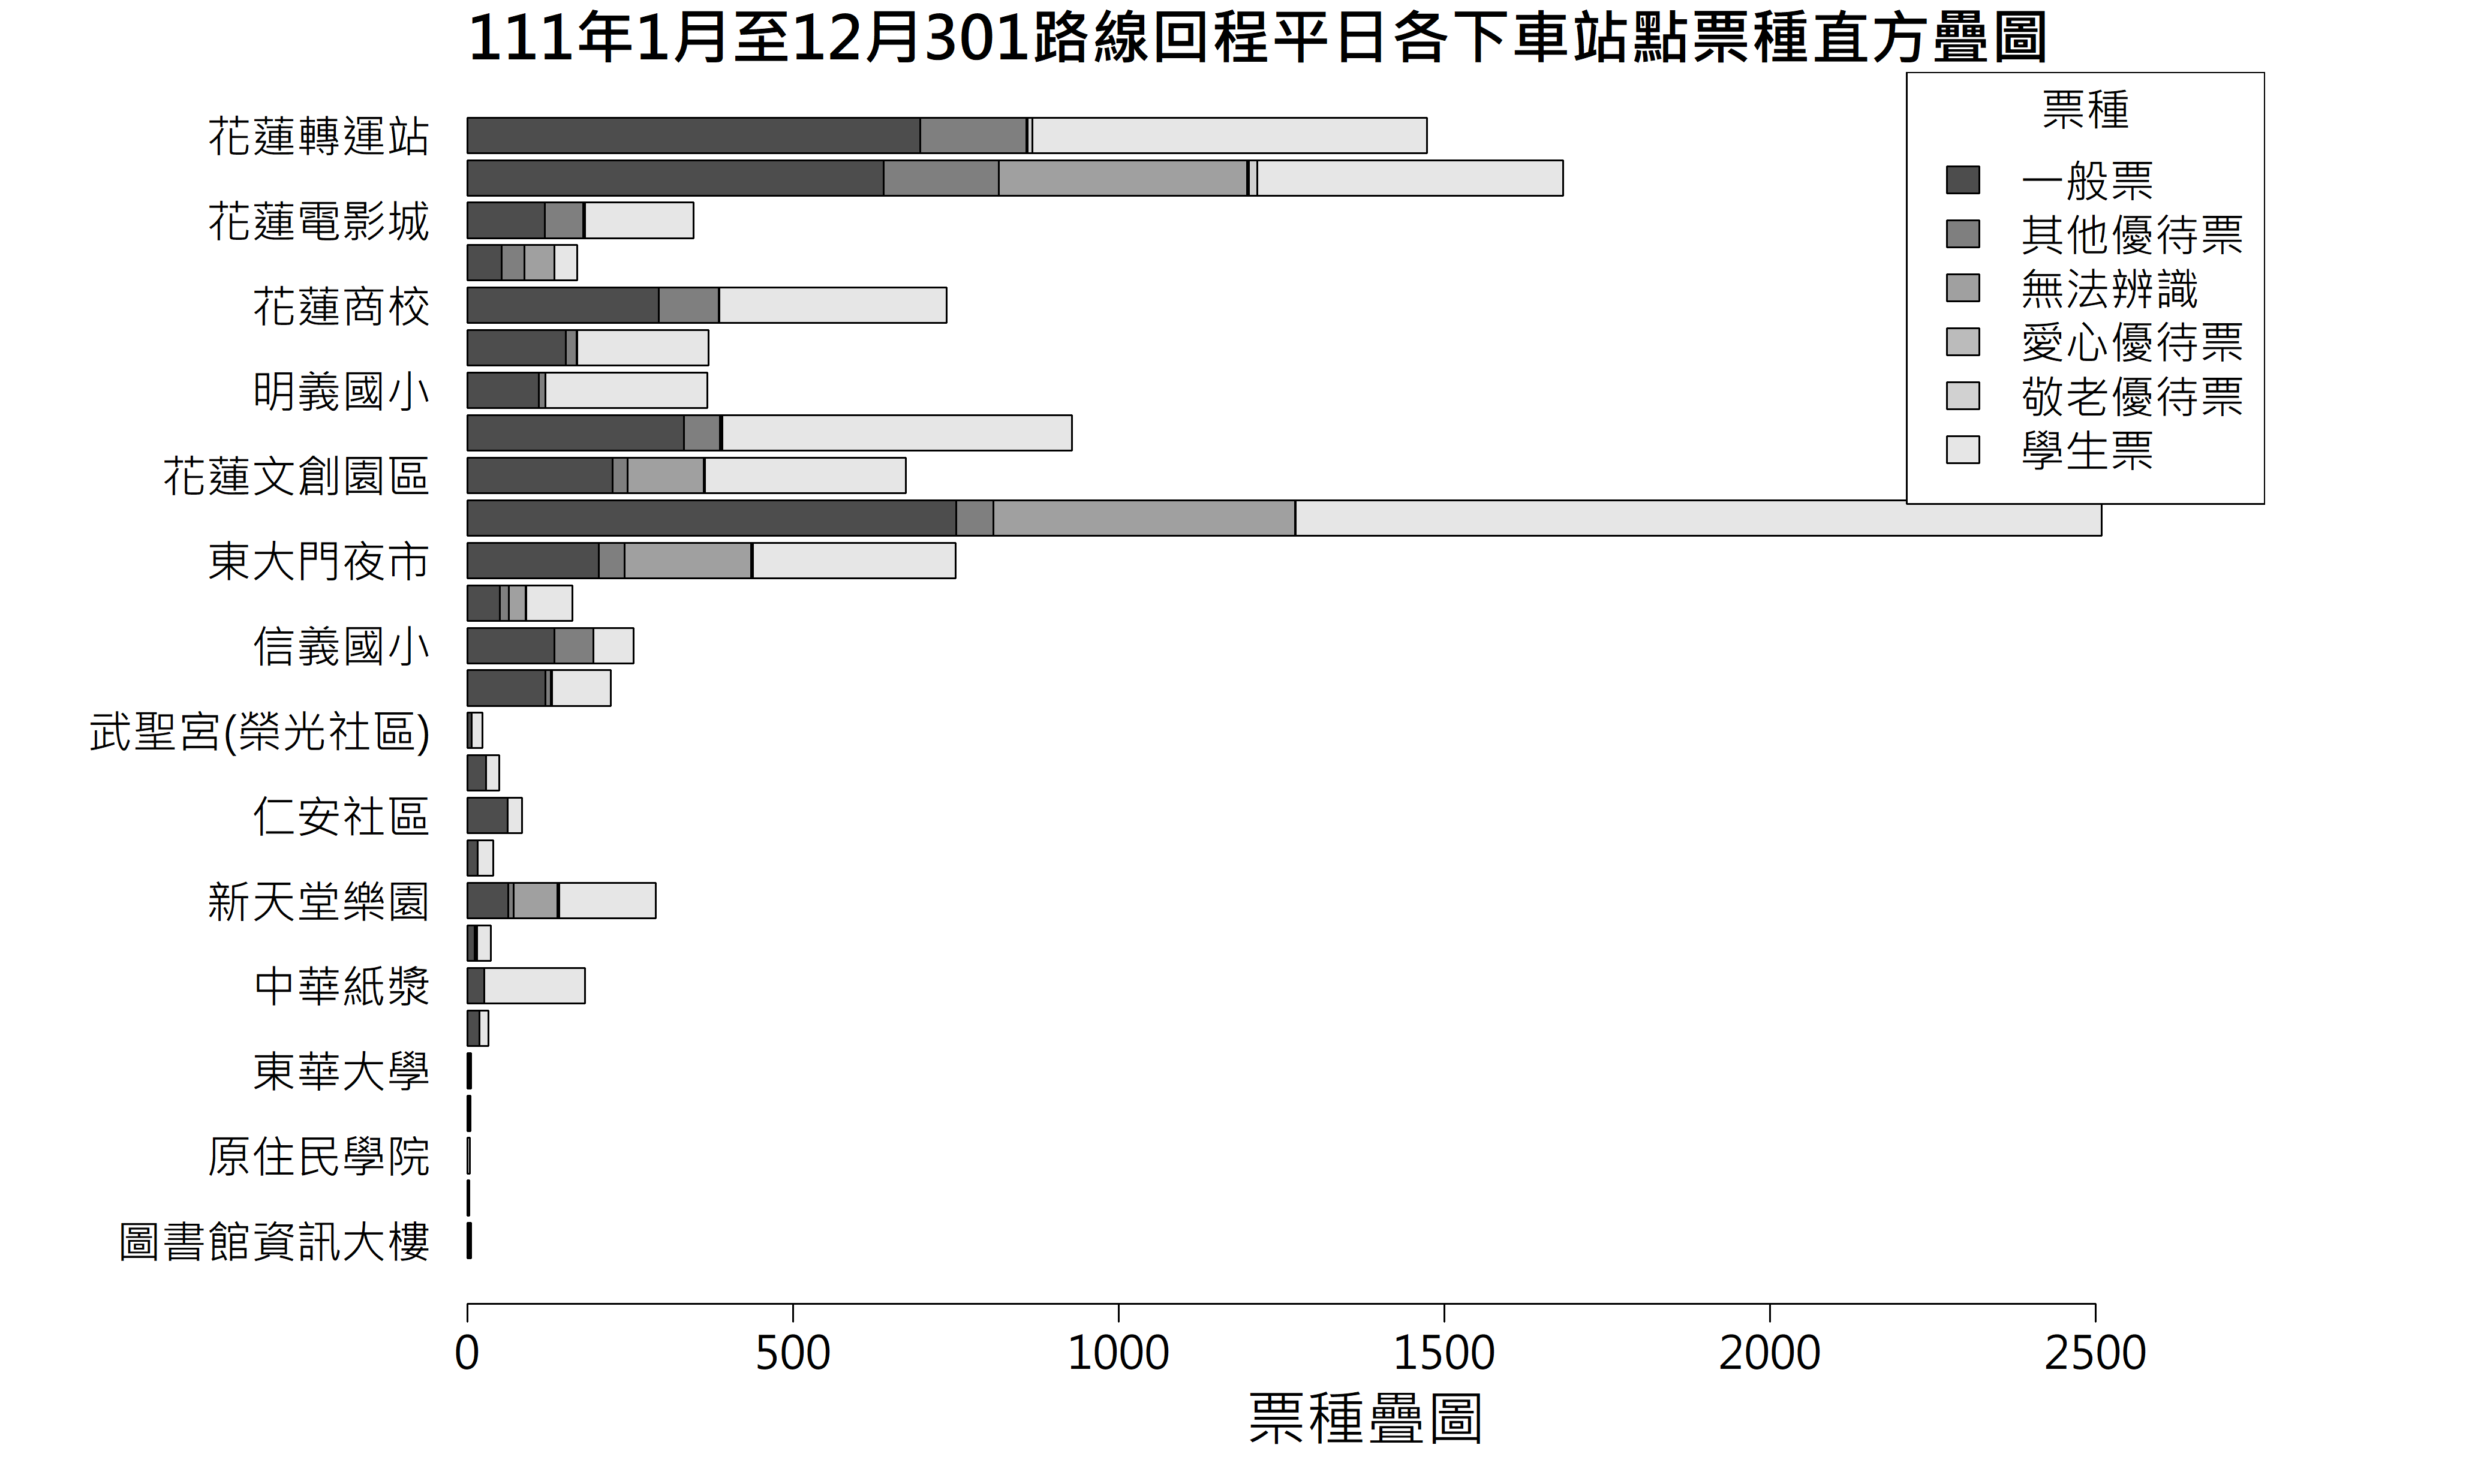 111年1月至12月301路線回程平日各下車站點票種直方疊圖
票種
一般票
其他優待票
無法辨識
愛心優待票
敬老優待票
學生票
花蓮轉運站
花蓮電影城
花蓮商校
明義國小
花蓮文創園區
東大門夜市
信義國小
武聖宮(榮光社區)
仁安社區
新天堂樂園
中華紙漿
東華大學
原住民學院
圖書館資訊大樓
0 500 1000 1500 2000 2500
票種疊圖